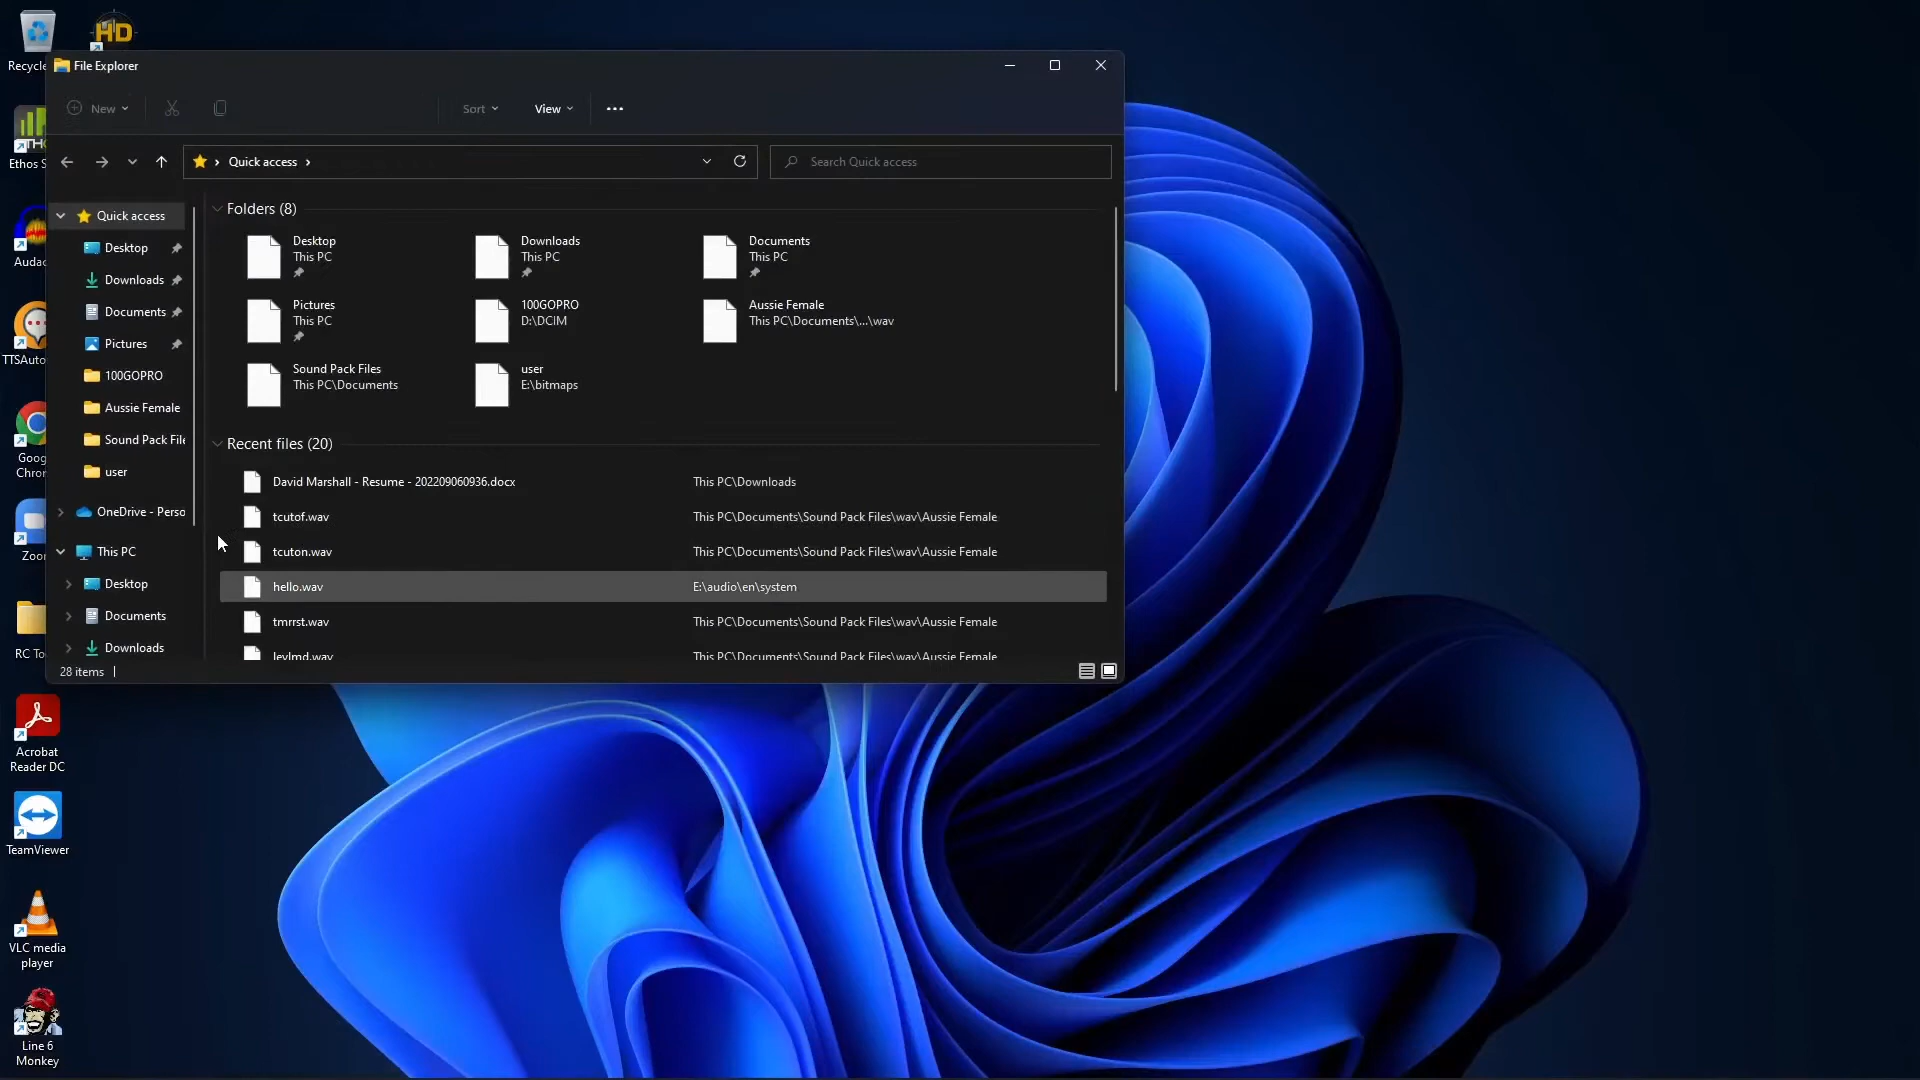 HD
Recycle
File Explorer
New
Sort
View
Quick access
Search Quick access
Ethos S
Audac
TTSAuto
Goog
Chron
Zoo
RC To
Acrobat
Reader DC
TeamViewer
VLC media
player
Line 6
Monkey
Quick access
Desktop
Downloads
Documents
Pictures
100GOPRO
Aussie Female
Sound Pack File
user
OneDrive - Perso
This PC
Desktop
Documents
Downloads
Folders (8)
Desktop
This PC
Downloads
This PC
Documents
This PC
Pictures
This PC
100GOPRO
D:\DCIM
Aussie Female
This PC\Documents\...\wav
Sound Pack Files
This PC\Documents
user
E:\bitmaps
Recent files (20)
David Marshall - Resume - 202209060936.docx This PC\Downloads
tcutof.wav This PC\Documents\Sound Pack Files\wav\Aussie Female
tcuton.wav This PC\Documents\Sound Pack Files\wav\Aussie Female
hello.wav E:\audio\en\system
tmrrst.wav This PC\Documents\Sound Pack Files\wav\Aussie Female
levlmd.wav This PC\Documents\Sound Pack Files\wav\Aussie Female
28 items